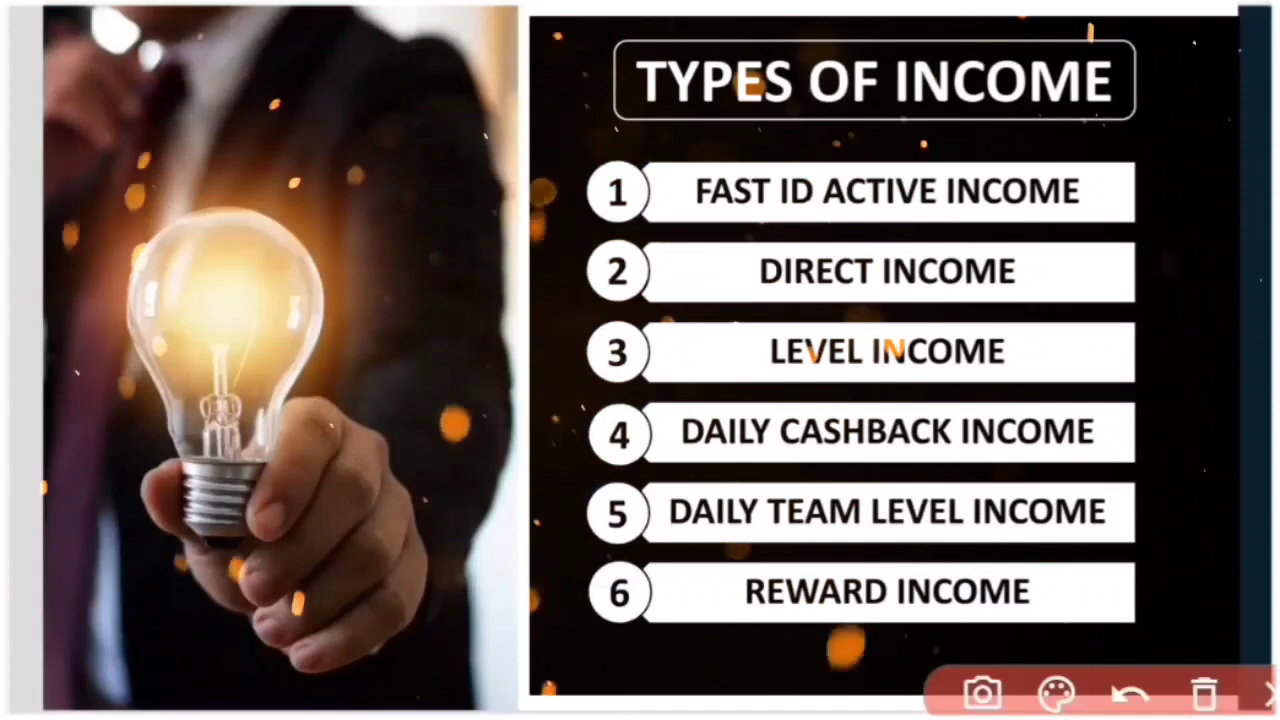 TYPES OF INCOME
1 FAST ID ACTIVE INCOME
2 DIRECT INCOME
3 LEVEL INCOME
4 DAILY CASHBACK INCOME
5 DAILY TEAM LEVEL INCOME
6 REWARD INCOME